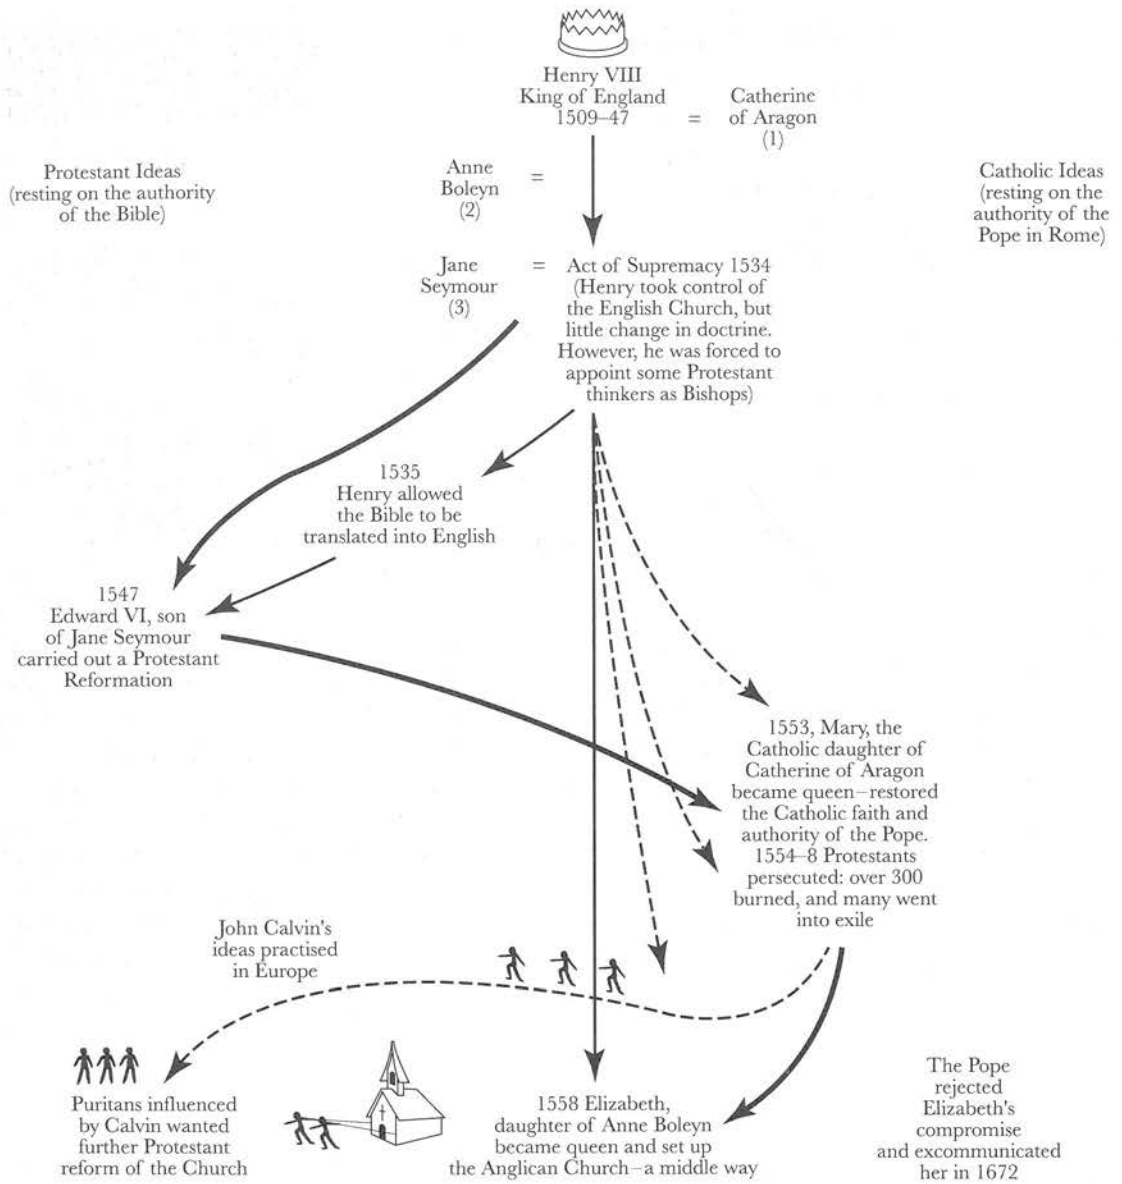 Henry VIII
King of England
1509–47
=
Catherine
of Aragon
(1)
Protestant Ideas
(resting on the authority
of the Bible)
Anne
Boleyn
(2)
=
Catholic Ideas
(resting on the
authority of the
Pope in Rome)
Jane
Seymour
(3)
=
Act of Supremacy 1534
(Henry took control of
the English Church, but
little change in doctrine.
However, he was forced to
appoint some Protestant
thinkers as Bishops)
1535
Henry allowed
the Bible to be
translated into English
1547
Edward VI, son
of Jane Seymour
carried out a Protestant
Reformation
1553, Mary, the
Catholic daughter of
Catherine of Aragon
became queen–restored
the Catholic faith and
authority of the Pope.
1554–8 Protestants
persecuted: over 300
burned, and many went
into exile
John Calvin's
ideas practised
in Europe
Puritans influenced
by Calvin wanted
further Protestant
reform of the Church
1558 Elizabeth,
daughter of Anne Boleyn
became queen and set up
the Anglican Church–a middle way
The Pope
rejected
Elizabeth's
compromise
and excommunicated
her in 1672